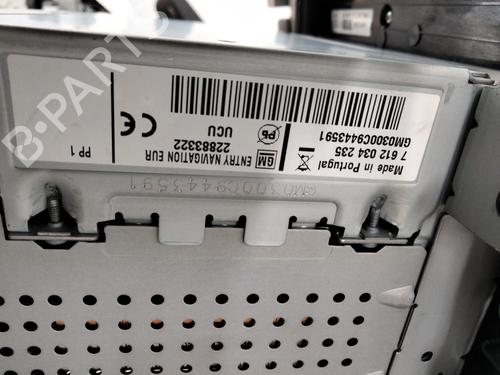 Made in Portugal
7 612 034 235
GM0300C9443591
GM
ENTRY NAVIGATION EUR
22883322
UCU
Pb
CE
PP 1
GM0300C9443591
B-PARTS